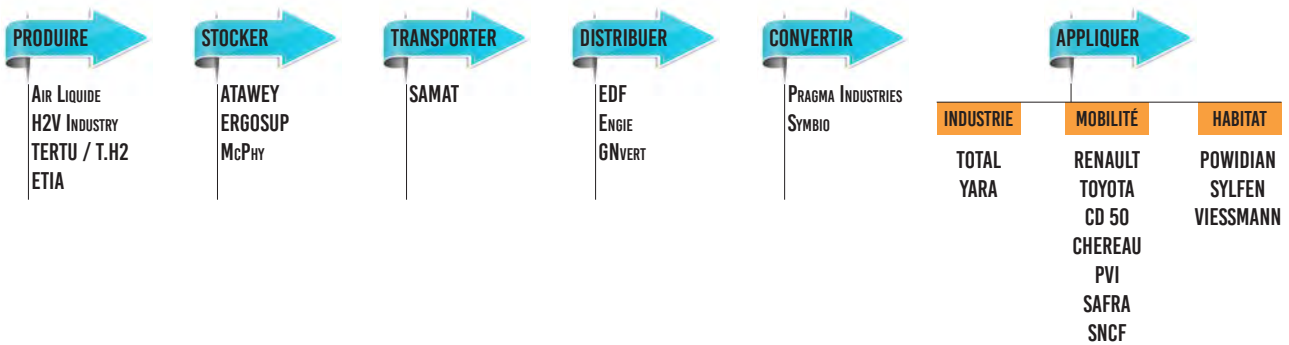 PRODUIRE
STOCKER
TRANSPORTER
DISTRIBUER
CONVERTIR
APPLIQUER
AIR LIQUIDE
H2V INDUSTRY
TERTU / T.H2
ETIA
ATAWEY
ERGOSUP
McPHY
SAMAT
EDF
ENGIE
GNVERT
PRAGMA INDUSTRIES
SYMBIO
INDUSTRIE
TOTAL
YARA
MOBILITÉ
RENAULT
TOYOTA
CD 50
CHEREAU
PVI
SAFRA
SNCF
HABITAT
POWIDIAN
SYLFEN
VIESSMANN